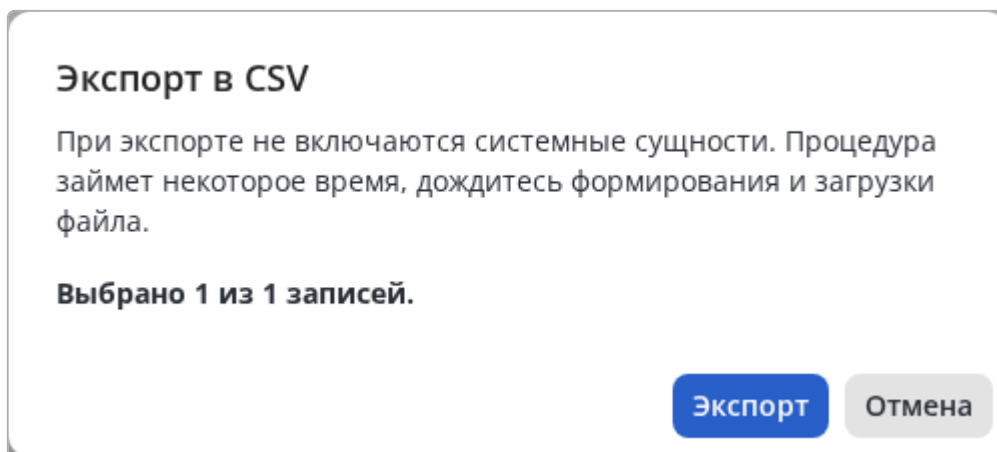 Экспорт в CSV
При экспорте не включаются системные сущности. Процедура
займет некоторое время, дождитесь формирования и загрузки
файла.
Выбрано 1 из 1 записей.
Экспорт Отмена